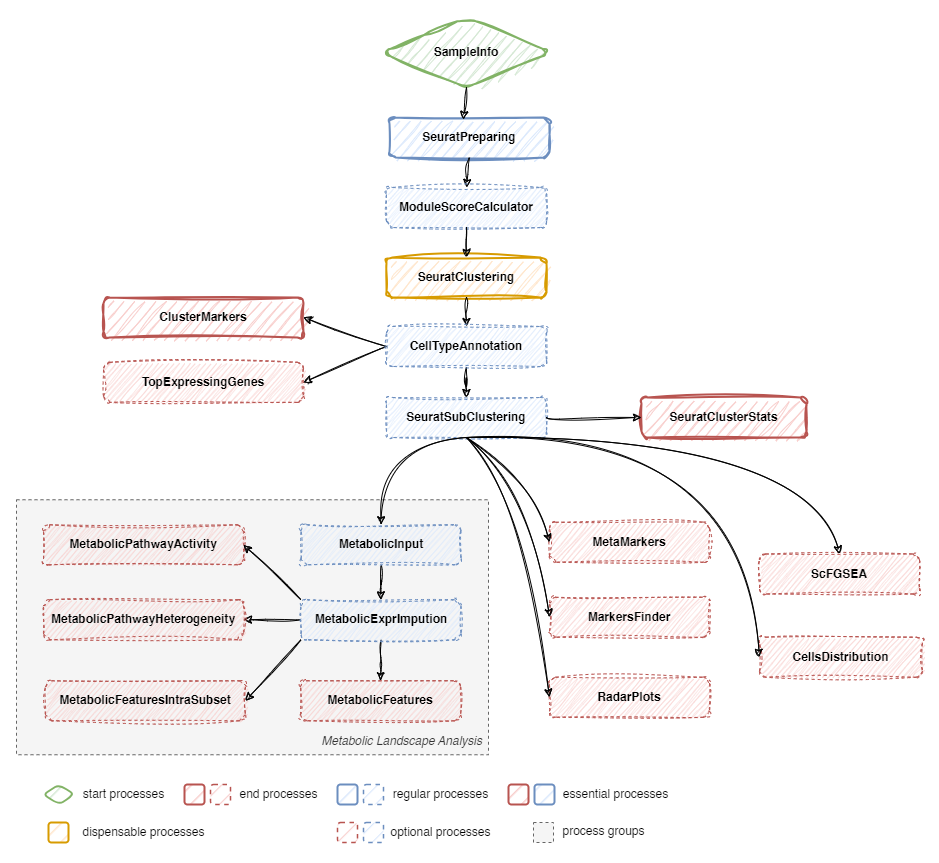 SampleInfo
SeuratPreparing
ModuleScoreCalculator
SeuratClustering
ClusterMarkers
CellTypeAnnotation
TopExpressingGenes
SeuratSubClustering
SeuratClusterStats
MetabolicPathwayActivity
MetabolicInput
MetaMarkers
ScFGSEA
MetabolicPathwayHeterogeneity
MetabolicExprImpution
MarkersFinder
CellsDistribution
MetabolicFeaturesIntraSubset
MetabolicFeatures
RadarPlots
Metabolic Landscape Analysis
start processes
end processes
regular processes
essential processes
dispensable processes
optional processes
process groups